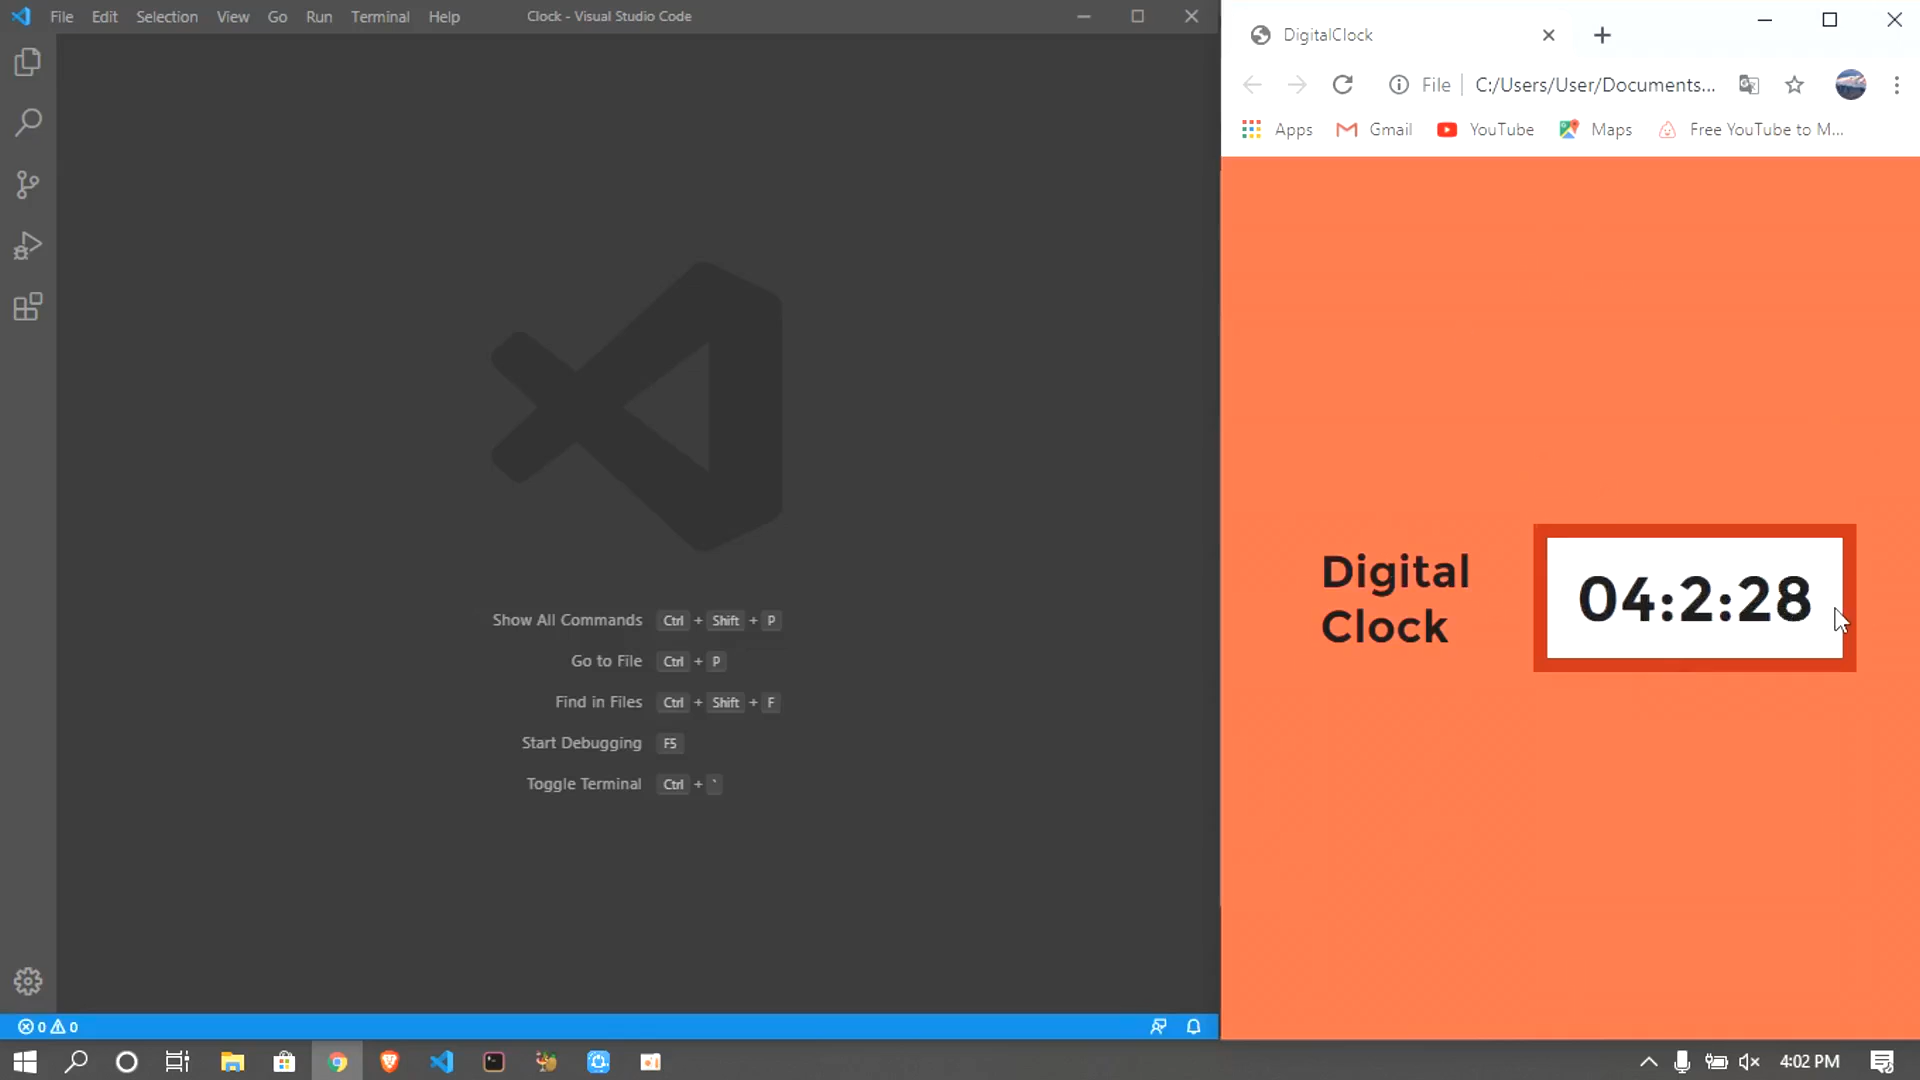 File Edit Selection View Go Run Terminal Help
Clock - Visual Studio Code
Show All Commands Ctrl + Shift + P
Go to File Ctrl + P
Find in Files Ctrl + Shift + F
Start Debugging F5
Toggle Terminal Ctrl + `
0 0
DigitalClock
File C:/Users/User/Documents...
Apps Gmail YouTube Maps Free YouTube to M...
Digital
Clock
04:2:28
4:02 PM